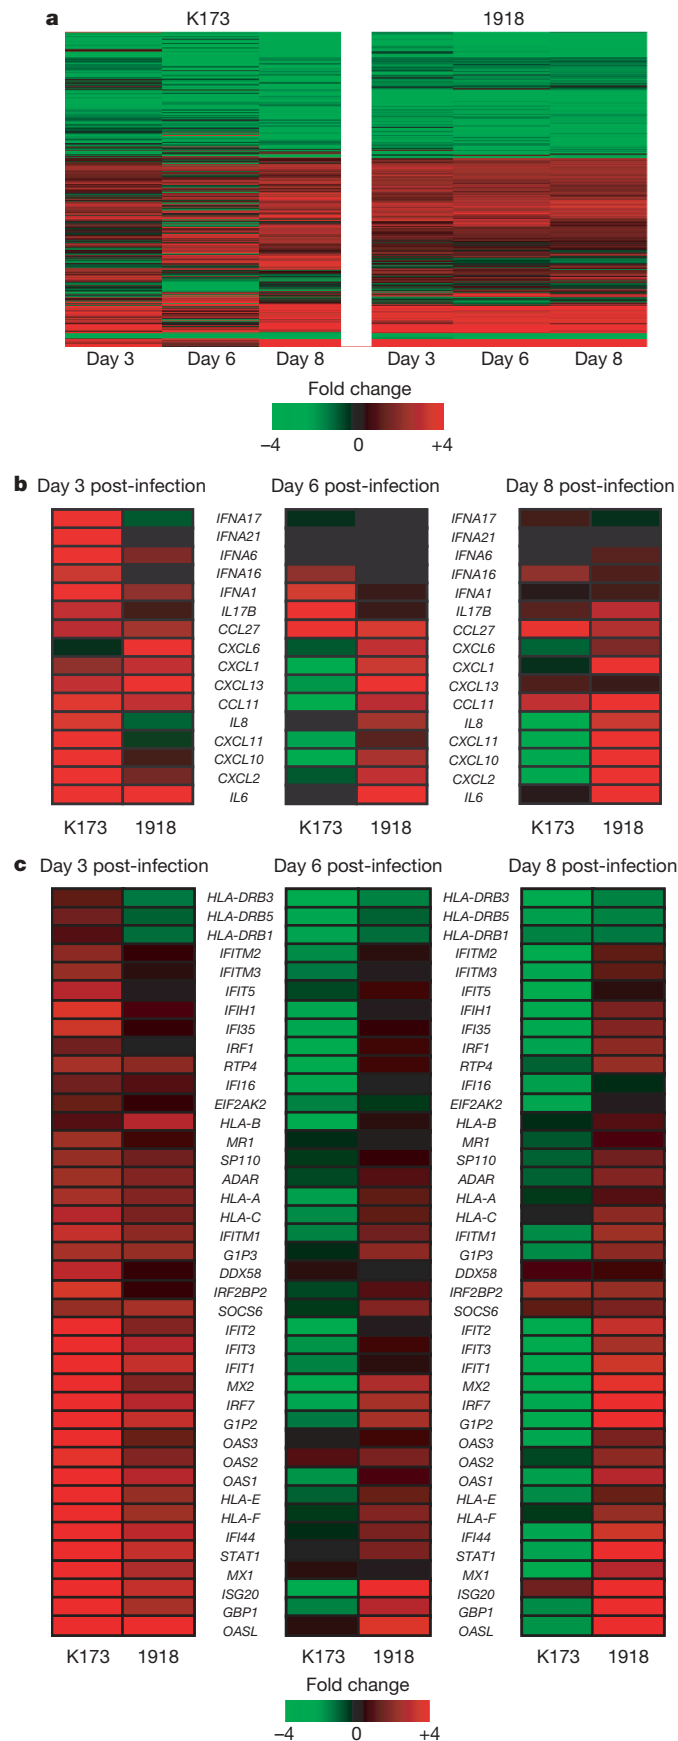 a
K173 1918
Day 3 Day 6 Day 8 Day 3 Day 6 Day 8
Fold change
–4 0 +4
b Day 3 post-infection Day 6 post-infection Day 8 post-infection
IFNA17 IFNA17
IFNA21 IFNA21
IFNA6 IFNA6
IFNA16 IFNA16
IFNA1 IFNA1
IL17B IL17B
CCL27 CCL27
CXCL6 CXCL6
CXCL1 CXCL1
CXCL13 CXCL13
CCL11 CCL11
IL8 IL8
CXCL11 CXCL11
CXCL10 CXCL10
CXCL2 CXCL2
IL6 IL6
K173 1918 K173 1918 K173 1918
c Day 3 post-infection Day 6 post-infection Day 8 post-infection
HLA-DRB3 HLA-DRB3
HLA-DRB5 HLA-DRB5
HLA-DRB1 HLA-DRB1
IFITM2 IFITM2
IFITM3 IFITM3
IFIT5 IFIT5
IFIH1 IFIH1
IFI35 IFI35
IRF1 IRF1
RTP4 RTP4
IFI16 IFI16
EIF2AK2 EIF2AK2
HLA-B HLA-B
MR1 MR1
SP110 SP110
ADAR ADAR
HLA-A HLA-A
HLA-C HLA-C
IFITM1 IFITM1
G1P3 G1P3
DDX58 DDX58
IRF2BP2 IRF2BP2
SOCS6 SOCS6
IFIT2 IFIT2
IFIT3 IFIT3
IFIT1 IFIT1
MX2 MX2
IRF7 IRF7
G1P2 G1P2
OAS3 OAS3
OAS2 OAS2
OAS1 OAS1
HLA-E HLA-E
HLA-F HLA-F
IFI44 IFI44
STAT1 STAT1
MX1 MX1
ISG20 ISG20
GBP1 GBP1
OASL OASL
K173 1918 K173 1918 K173 1918
Fold change
–4 0 +4